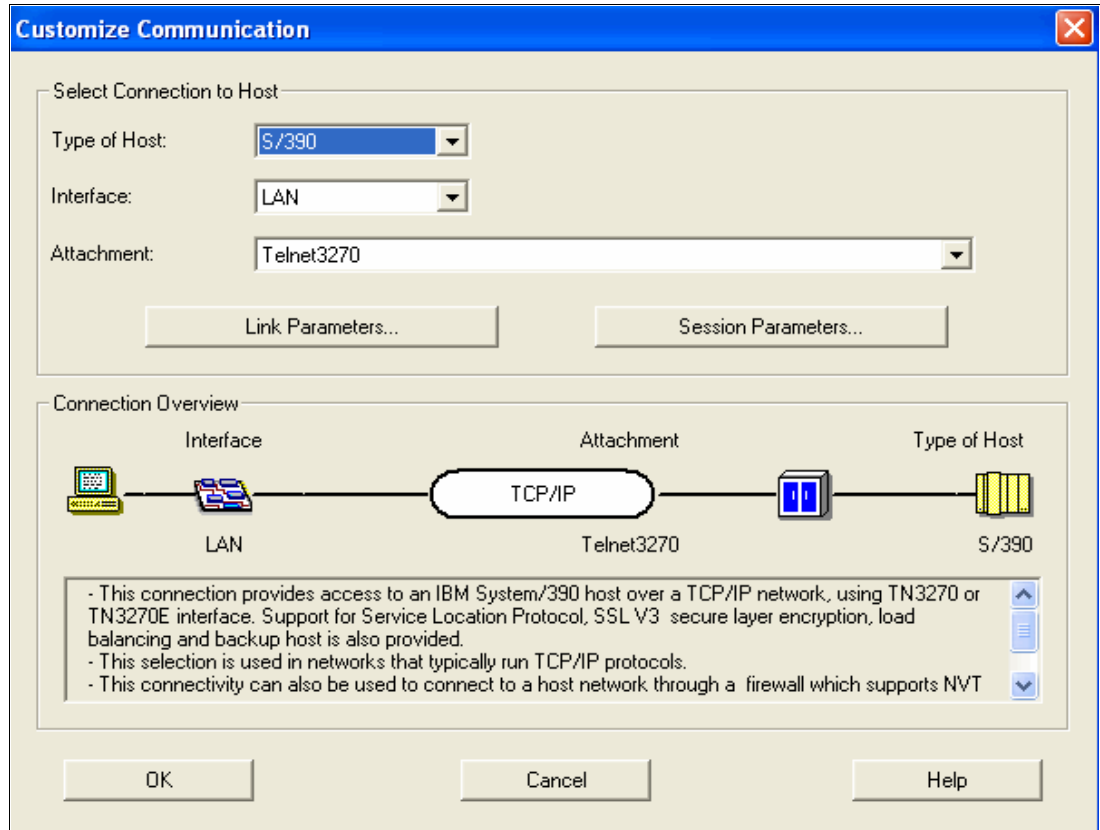 Customize Communication
Select Connection to Host
Type of Host:
S/390
Interface:
LAN
Attachment:
Telnet3270
Link Parameters...
Session Parameters...
Connection Overview
Interface
Attachment
Type of Host
TCP/IP
LAN
Telnet3270
S/390
- This connection provides access to an IBM System/390 host over a TCP/IP network, using TN3270 or
TN3270E interface. Support for Service Location Protocol, SSL V3 secure layer encryption, load
balancing and backup host is also provided.
- This selection is used in networks that typically run TCP/IP protocols.
- This connectivity can also be used to connect to a host network through a firewall which supports NVT
OK
Cancel
Help